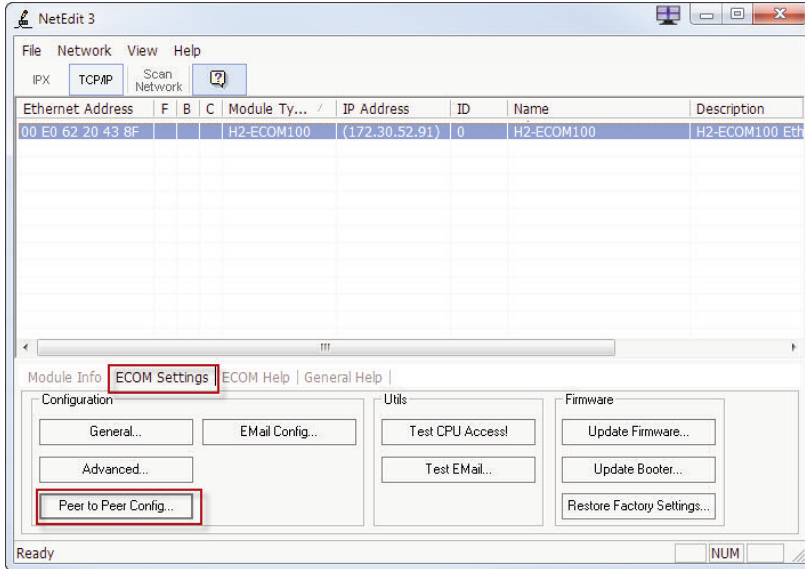 NetEdit 3
File Network View Help
IPX TCP/IP Scan Network
Ethernet Address F B C Module Ty... IP Address ID Name Description
00 E0 62 20 43 8F H2-ECOM100 (172.30.52.91) 0 H2-ECOM100 H2-ECOM100 Eth
Module Info ECOM Settings ECOM Help General Help
Configuration Utils Firmware
General... EMail Config... Test CPU Access! Update Firmware...
Advanced... Test EMail... Update Booter...
Peer to Peer Config... Restore Factory Settings...
Ready NUM